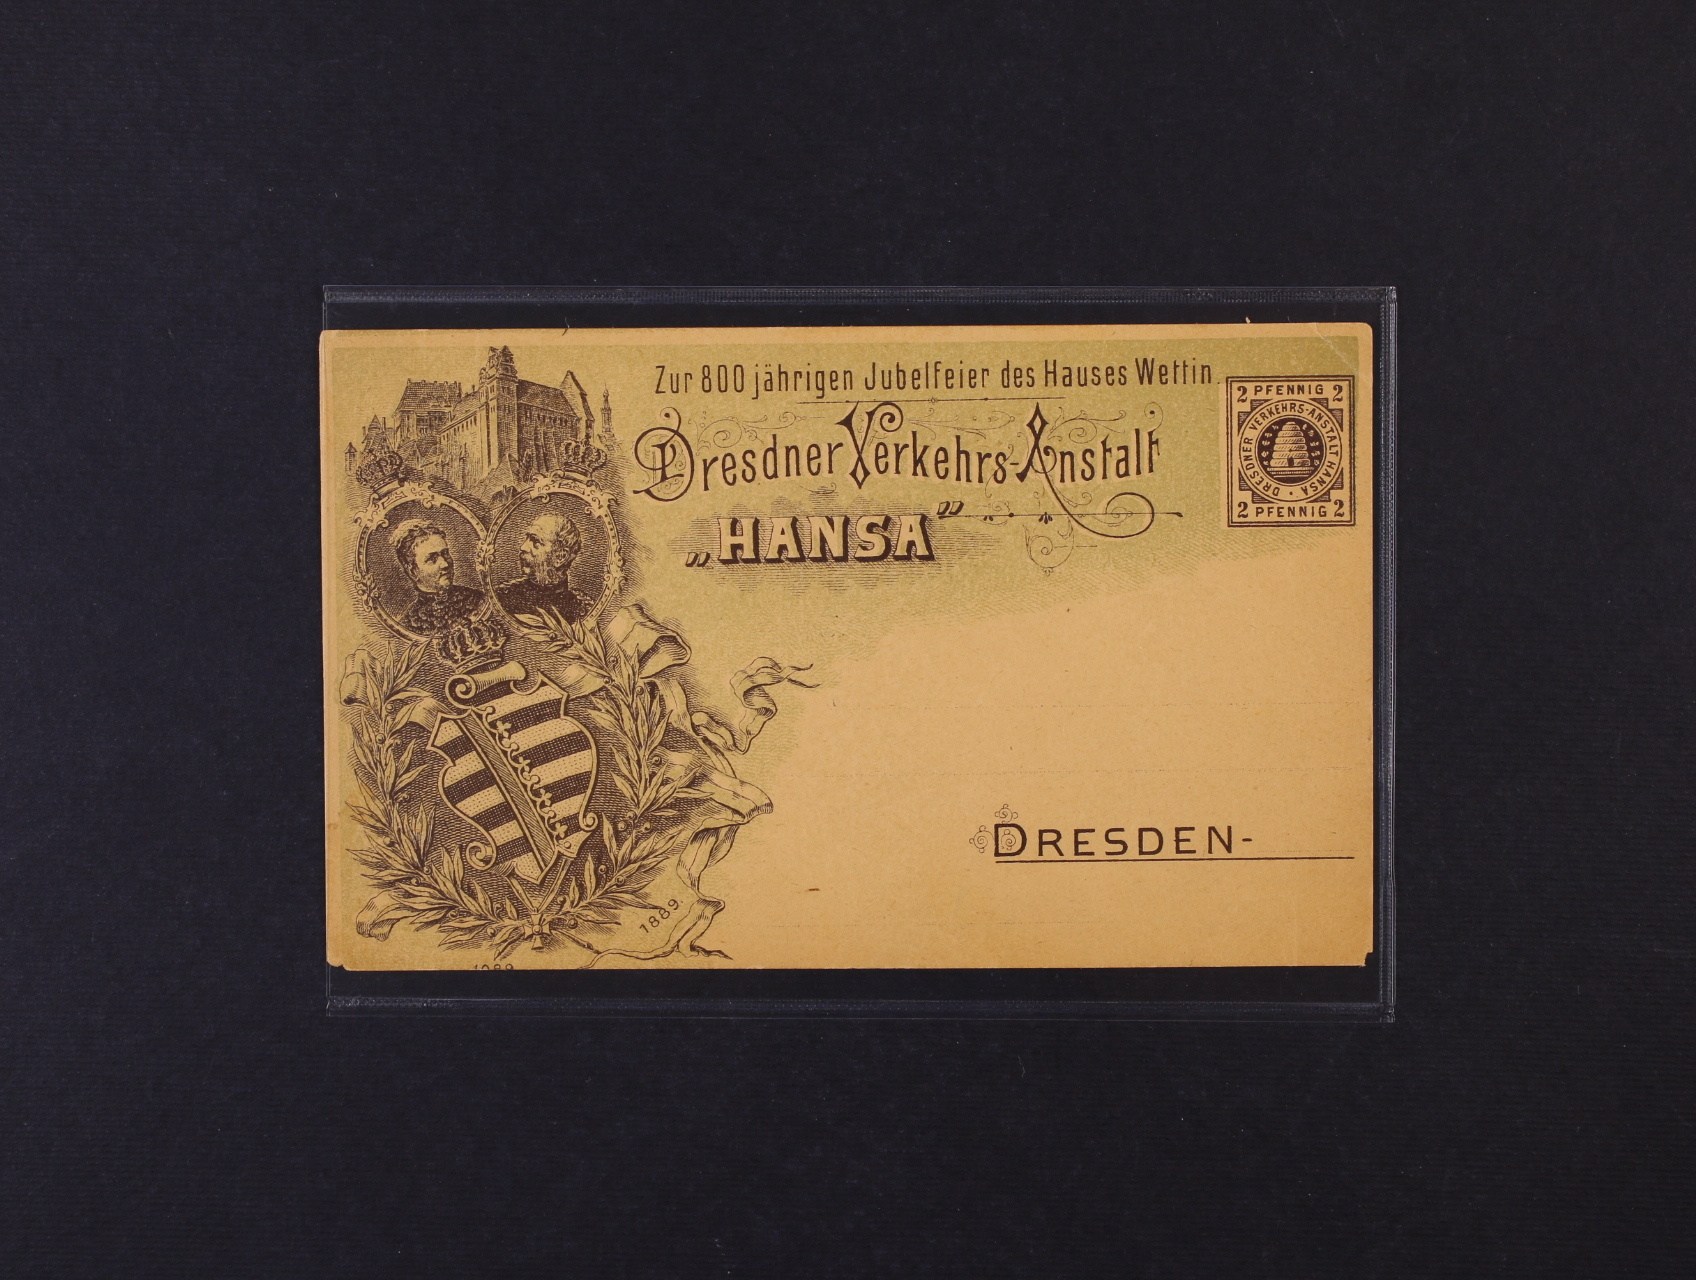 Zur 800 jährigen Jubelfeier des Hauses Wettin.
Dresdner Verkehrs-Anstalt
„HANSA"
2 PFENNIG 2
DRESDNER VERKEHRS-ANSTALT HANSA
2 PFENNIG 2
DRESDEN-
1889